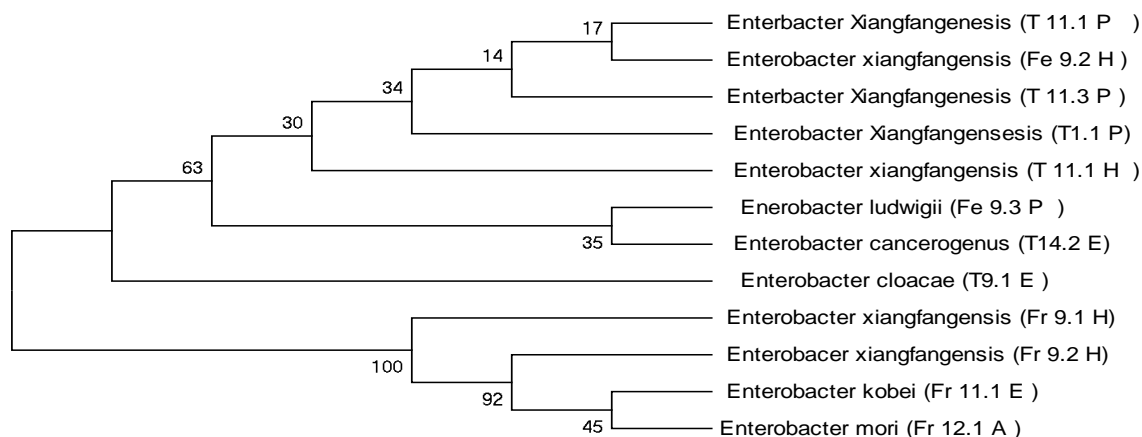 17
Enterbacter Xiangfangenesis (T 11.1 P )
14
Enterobacter xiangfangensis (Fe 9.2 H )
34
Enterbacter Xiangfangenesis (T 11.3 P )
30
Enterobacter Xiangfangensesis (T1.1 P)
63
Enterobacter xiangfangensis (T 11.1 H )
Enerobacter ludwigii (Fe 9.3 P )
35
Enterobacter cancerogenus (T14.2 E)
Enterobacter cloacae (T9.1 E )
Enterobacter xiangfangensis (Fr 9.1 H)
100
Enterobacer xiangfangensis (Fr 9.2 H)
92
Enterobacter kobei (Fr 11.1 E )
45
Enterobacter mori (Fr 12.1 A )